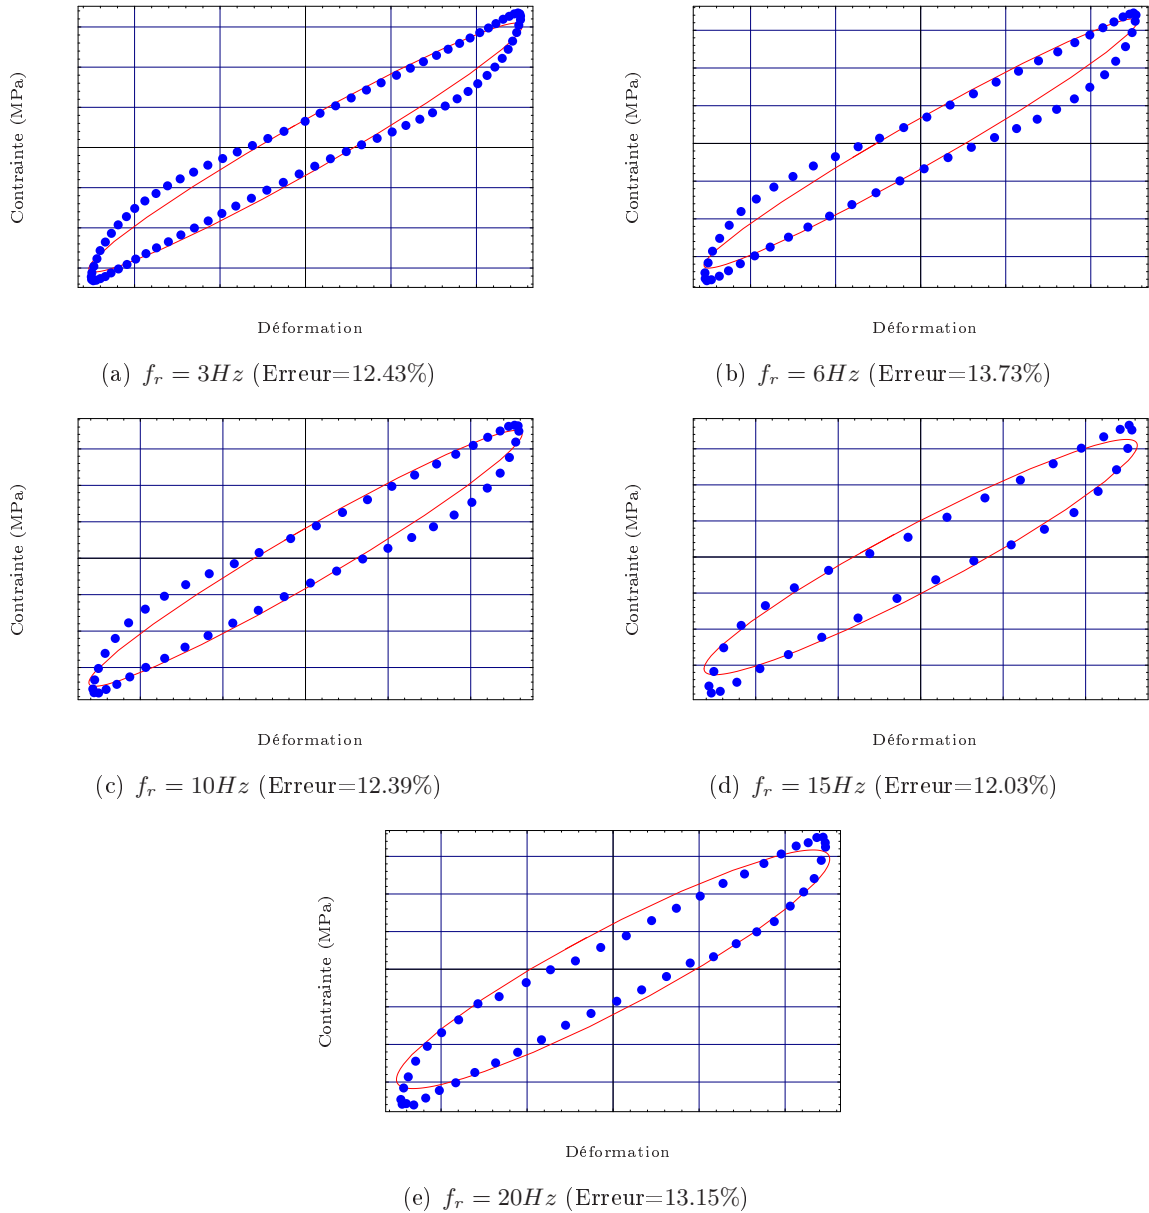 Contrainte (MPa)
Déformation
(a) f_r = 3Hz (Erreur=12.43%)
Contrainte (MPa)
Déformation
(b) f_r = 6Hz (Erreur=13.73%)
Contrainte (MPa)
Déformation
(c) f_r = 10Hz (Erreur=12.39%)
Contrainte (MPa)
Déformation
(d) f_r = 15Hz (Erreur=12.03%)
Contrainte (MPa)
Déformation
(e) f_r = 20Hz (Erreur=13.15%)